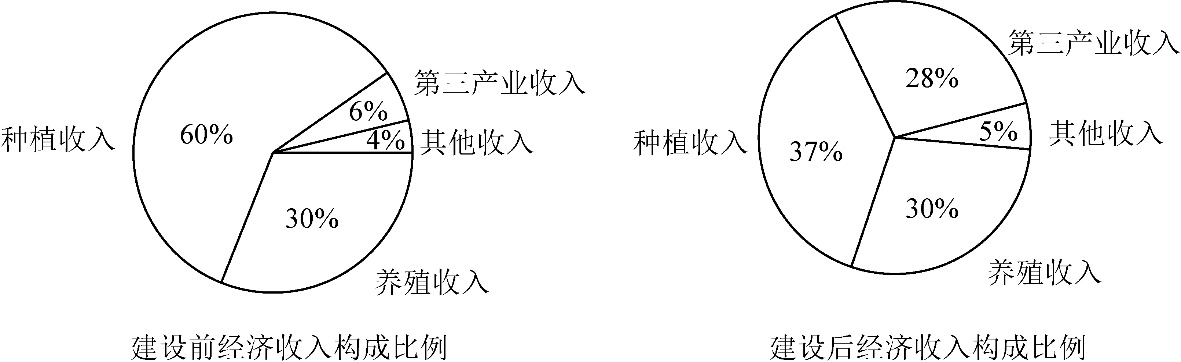 第三产业收入
6%
60%
种植收入
4%
其他收入
30%
养殖收入
建设前经济收入构成比例
第三产业收入
28%
5%
其他收入
种植收入
37%
30%
养殖收入
建设后经济收入构成比例